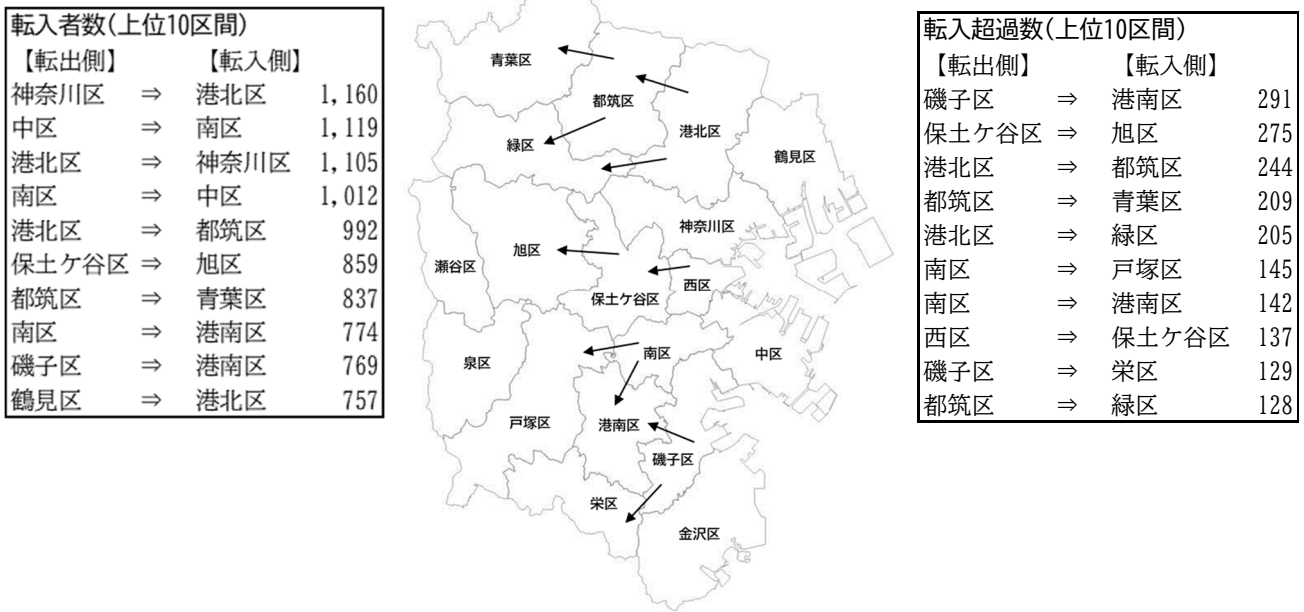 転入者数(上位10区間)
【転出側】 【転入側】
神奈川区 ⇒ 港北区 1,160
中区 ⇒ 南区 1,119
港北区 ⇒ 神奈川区 1,105
南区 ⇒ 中区 1,012
港北区 ⇒ 都筑区 992
保土ケ谷区 ⇒ 旭区 859
都筑区 ⇒ 青葉区 837
南区 ⇒ 港南区 774
磯子区 ⇒ 港南区 769
鶴見区 ⇒ 港北区 757
青葉区
都筑区
港北区
緑区
鶴見区
神奈川区
旭区
瀬谷区
西区
保土ケ谷区
南区
中区
泉区
戸塚区
港南区
磯子区
栄区
金沢区
転入超過数(上位10区間)
【転出側】 【転入側】
磯子区 ⇒ 港南区 291
保土ケ谷区 ⇒ 旭区 275
港北区 ⇒ 都筑区 244
都筑区 ⇒ 青葉区 209
港北区 ⇒ 緑区 205
南区 ⇒ 戸塚区 145
南区 ⇒ 港南区 142
西区 ⇒ 保土ケ谷区 137
磯子区 ⇒ 栄区 129
都筑区 ⇒ 緑区 128